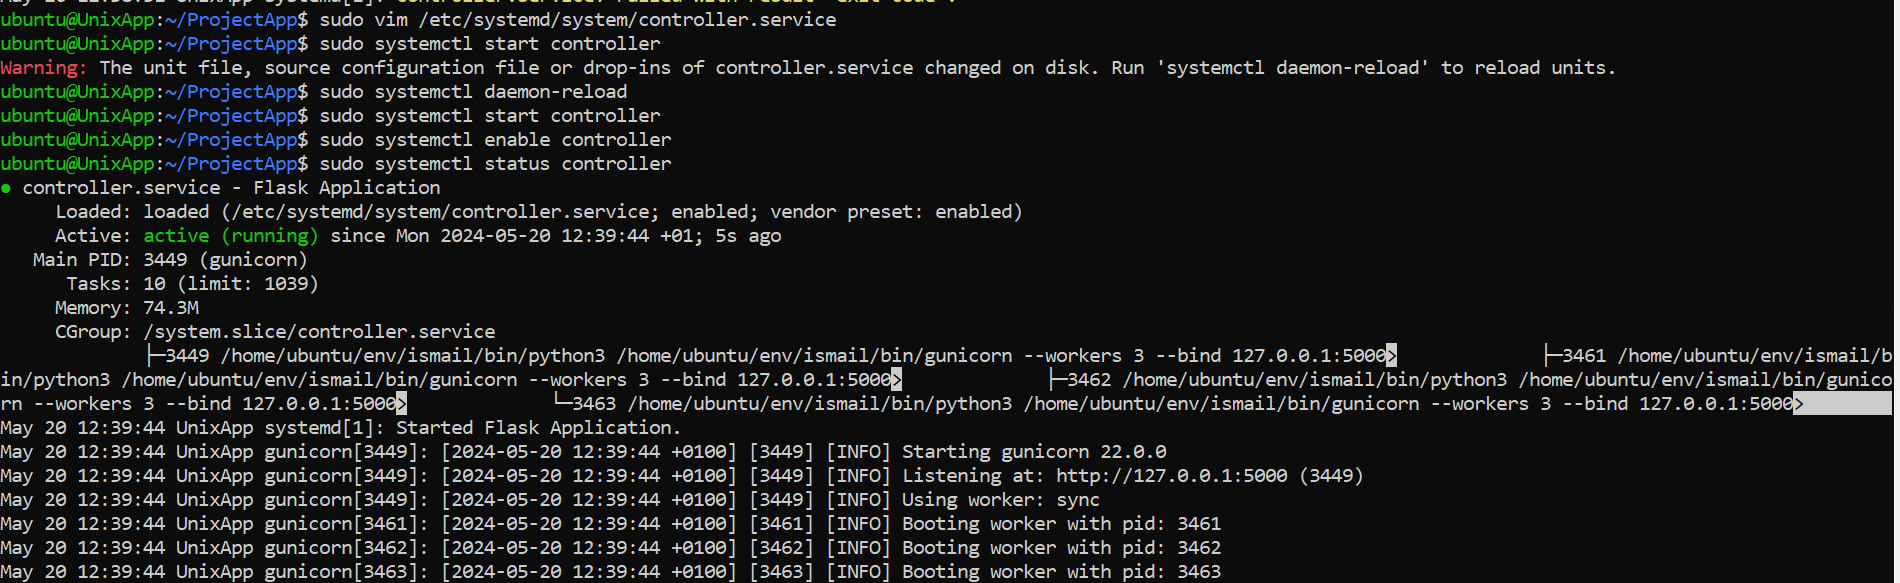 ubuntu@UnixApp:~/ProjectApp$ sudo vim /etc/systemd/system/controller.service
ubuntu@UnixApp:~/ProjectApp$ sudo systemctl start controller
Warning: The unit file, source configuration file or drop-ins of controller.service changed on disk. Run 'systemctl daemon-reload' to reload units.
ubuntu@UnixApp:~/ProjectApp$ sudo systemctl daemon-reload
ubuntu@UnixApp:~/ProjectApp$ sudo systemctl start controller
ubuntu@UnixApp:~/ProjectApp$ sudo systemctl enable controller
ubuntu@UnixApp:~/ProjectApp$ sudo systemctl status controller
● controller.service - Flask Application
     Loaded: loaded (/etc/systemd/system/controller.service; enabled; vendor preset: enabled)
     Active: active (running) since Mon 2024-05-20 12:39:44 +01; 5s ago
   Main PID: 3449 (gunicorn)
      Tasks: 10 (limit: 1039)
     Memory: 74.3M
     CGroup: /system.slice/controller.service
             ├─3449 /home/ubuntu/env/ismail/bin/python3 /home/ubuntu/env/ismail/bin/gunicorn --workers 3 --bind 127.0.0.1:5000>             ├─3461 /home/ubuntu/env/ismail/b
in/python3 /home/ubuntu/env/ismail/bin/gunicorn --workers 3 --bind 127.0.0.1:5000>             ├─3462 /home/ubuntu/env/ismail/bin/python3 /home/ubuntu/env/ismail/bin/gunico
rn --workers 3 --bind 127.0.0.1:5000>             └─3463 /home/ubuntu/env/ismail/bin/python3 /home/ubuntu/env/ismail/bin/gunicorn --workers 3 --bind 127.0.0.1:5000>
May 20 12:39:44 UnixApp systemd[1]: Started Flask Application.
May 20 12:39:44 UnixApp gunicorn[3449]: [2024-05-20 12:39:44 +0100] [3449] [INFO] Starting gunicorn 22.0.0
May 20 12:39:44 UnixApp gunicorn[3449]: [2024-05-20 12:39:44 +0100] [3449] [INFO] Listening at: http://127.0.0.1:5000 (3449)
May 20 12:39:44 UnixApp gunicorn[3449]: [2024-05-20 12:39:44 +0100] [3449] [INFO] Using worker: sync
May 20 12:39:44 UnixApp gunicorn[3461]: [2024-05-20 12:39:44 +0100] [3461] [INFO] Booting worker with pid: 3461
May 20 12:39:44 UnixApp gunicorn[3462]: [2024-05-20 12:39:44 +0100] [3462] [INFO] Booting worker with pid: 3462
May 20 12:39:44 UnixApp gunicorn[3463]: [2024-05-20 12:39:44 +0100] [3463] [INFO] Booting worker with pid: 3463